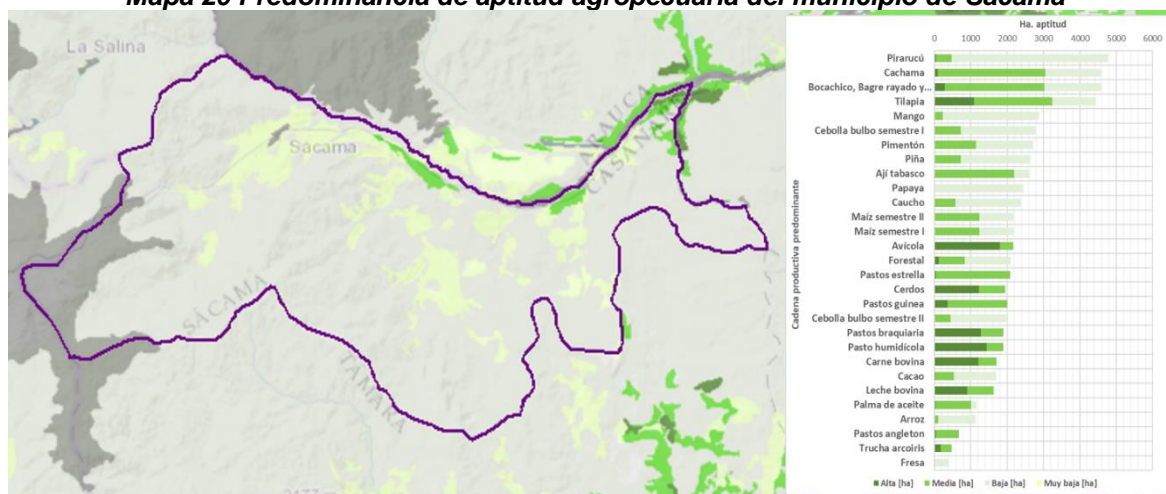 Mapa 20 Predominancia de aptitud agropecuaria del municipio de Sácama
La Salina
Sácama
ARAUCA
CASANARE
SÁCAMA
TÁMARA
Ha. aptitud
0 1000 2000 3000 4000 5000 6000
Cadena productiva predominante
Pirarucú
Cachama
Bocachico, Bagre rayado y...
Tilapia
Mango
Cebolla bulbo semestre I
Pimentón
Piña
Ají tabasco
Papaya
Caucho
Maíz semestre II
Maíz semestre I
Avícola
Forestal
Pastos estrella
Cerdos
Pastos guinea
Cebolla bulbo semestre II
Pastos braquiaria
Pasto humidícola
Carne bovina
Cacao
Leche bovina
Palma de aceite
Arroz
Pastos angleton
Trucha arcoiris
Fresa
Alta [ha] Media [ha] Baja [ha] Muy baja [ha]